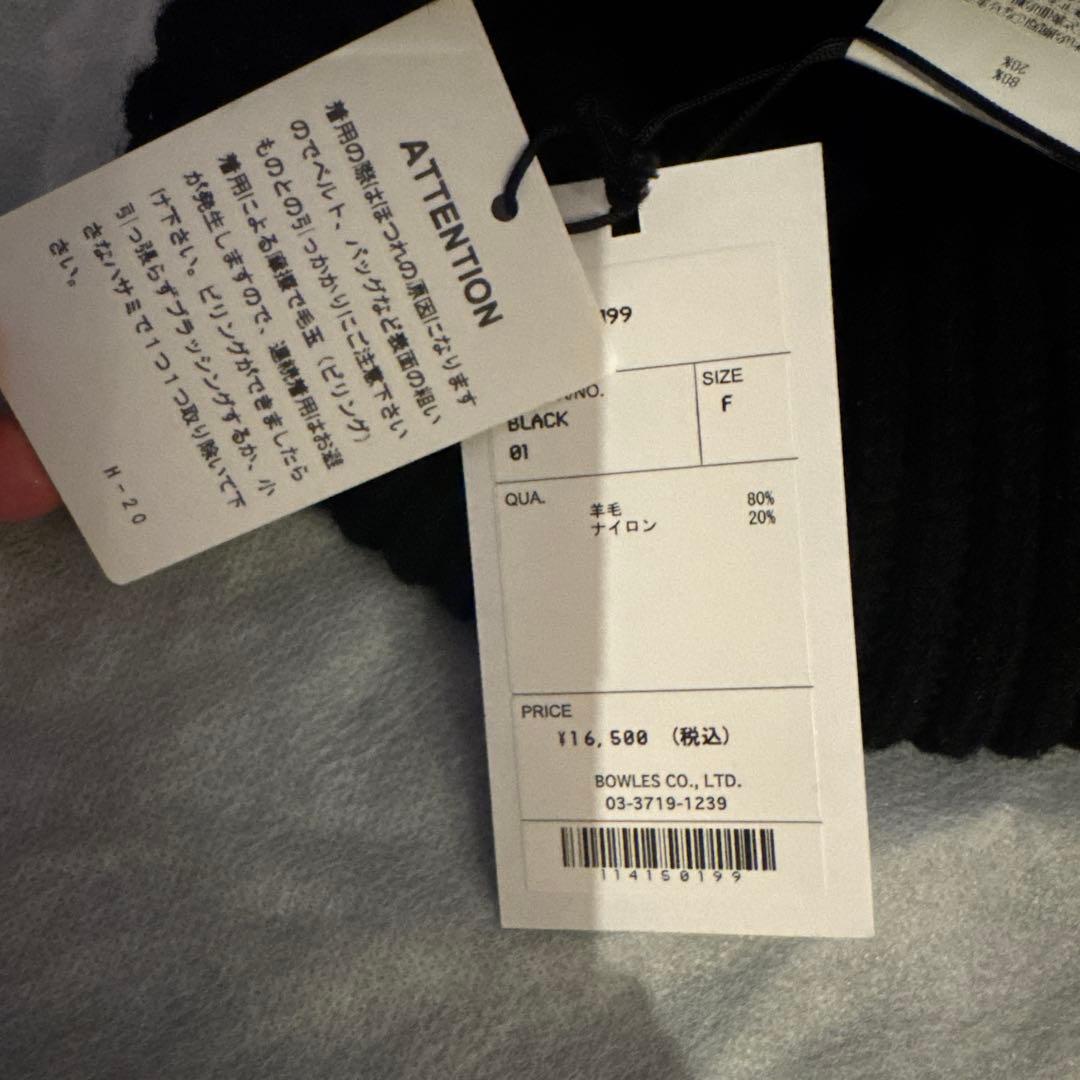 ATTENTION
着用の際はほつれの原因になります
のでベルト、バッグなど表面の粗い
ものとの引っかかりにご注意下さい
着用による摩擦で毛玉（ピリング）
が発生しますので、連続着用はお避
け下さい。ピリングができましたら
引っ張らずブラッシングするか、小
さなハサミで１つ１つ取り除いて下
さい。
H-20
199
/NO.
BLACK
01
SIZE
F
QUA.
羊毛 80%
ナイロン 20%
PRICE
¥16,500 （税込）
BOWLES CO., LTD.
03-3719-1239
114150199
80%
20%